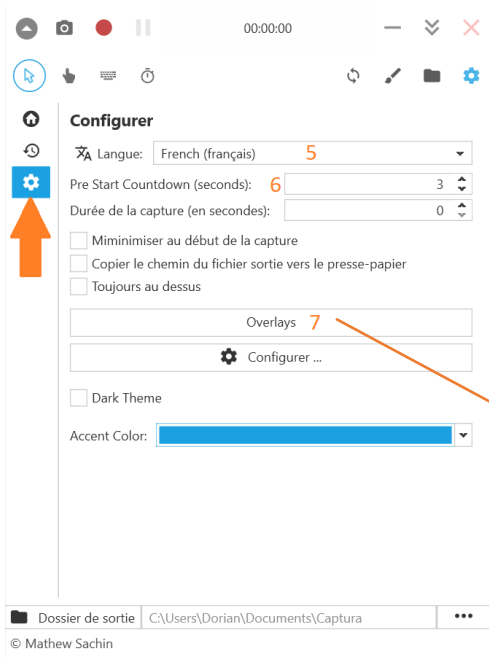 00:00:00
Configurer
Langue: French (français) 5
Pre Start Countdown (seconds): 6 3
Durée de la capture (en secondes): 0
Miminimiser au début de la capture
Copier le chemin du fichier sortie vers le presse-papier
Toujours au dessus
Overlays 7
Configurer ...
Dark Theme
Accent Color:
Dossier de sortie C:\Users\Dorian\Documents\Captura •••
© Mathew Sachin